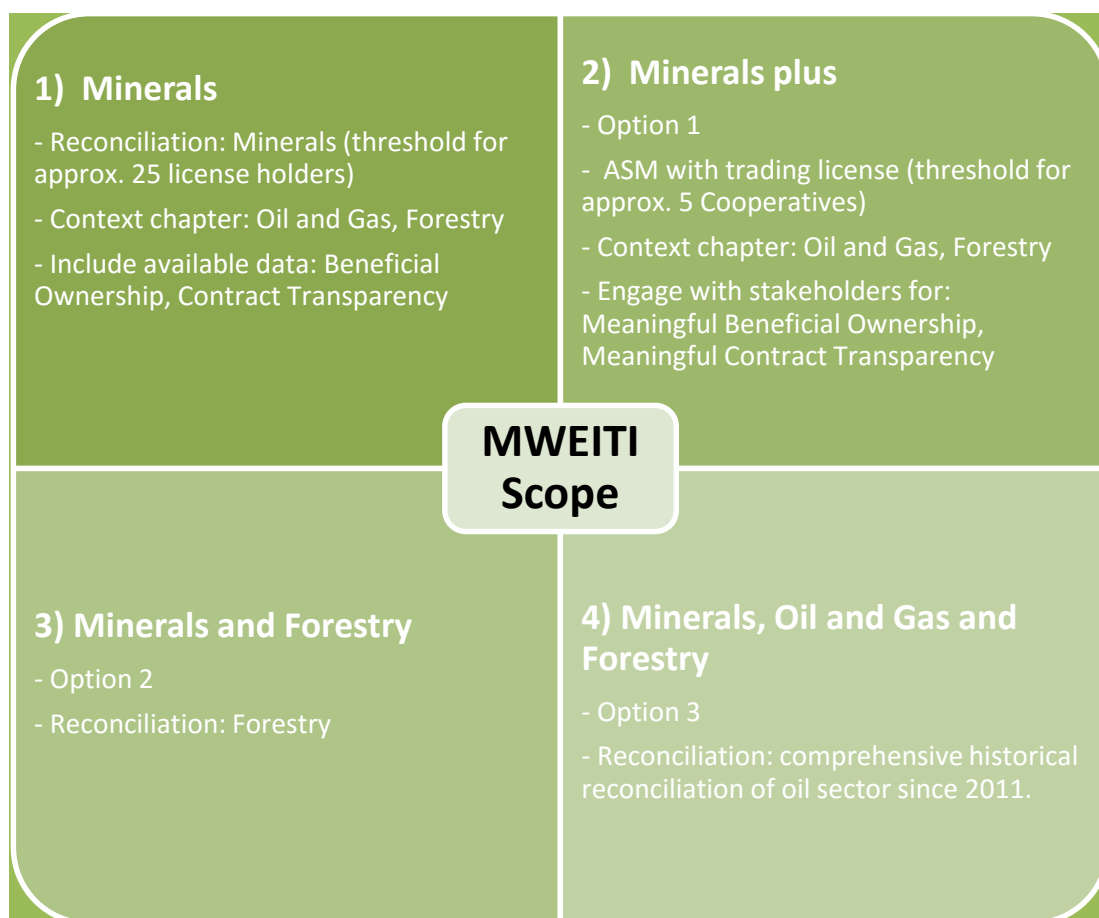 1)  Minerals
- Reconciliation: Minerals (threshold for
approx. 25 license holders)
- Context chapter: Oil and Gas, Forestry
- Include available data: Beneficial
Ownership, Contract Transparency
2)  Minerals plus
- Option 1
-  ASM with trading license (threshold for
approx. 5 Cooperatives)
- Context chapter: Oil and Gas, Forestry
- Engage with stakeholders for:
Meaningful Beneficial Ownership,
Meaningful Contract Transparency
MWEITI
Scope
3) Minerals and Forestry
- Option 2
- Reconciliation: Forestry
4) Minerals, Oil and Gas and
Forestry
- Option 3
- Reconciliation: comprehensive historical
reconciliation of oil sector since 2011.